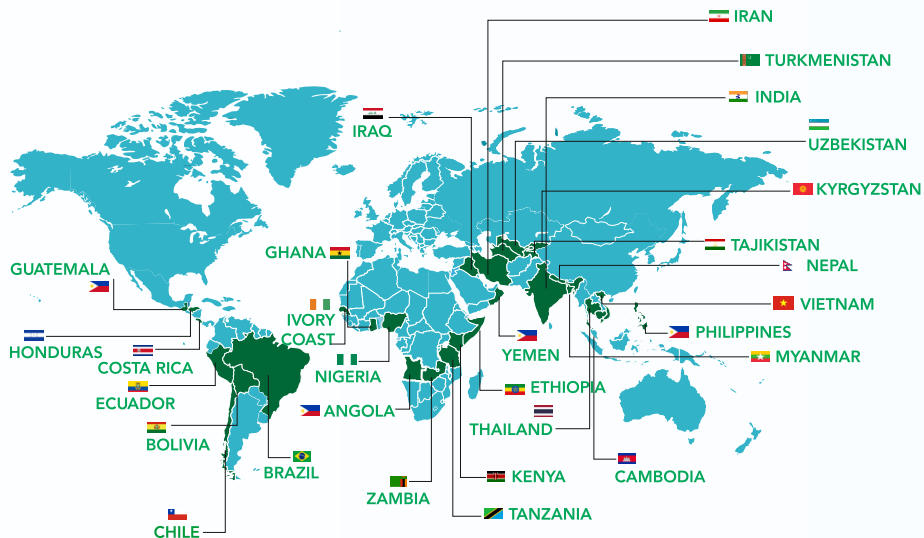 IRAN
TURKMENISTAN
INDIA
IRAQ
UZBEKISTAN
KYRGYZSTAN
TAJIKISTAN
GHANA
NEPAL
GUATEMALA
VIETNAM
IVORY
COAST
PHILIPPINES
HONDURAS
YEMEN
MYANMAR
COSTA RICA
NIGERIA
ETHIOPIA
ECUADOR
ANGOLA
THAILAND
BOLIVIA
BRAZIL
KENYA
CAMBODIA
ZAMBIA
TANZANIA
CHILE